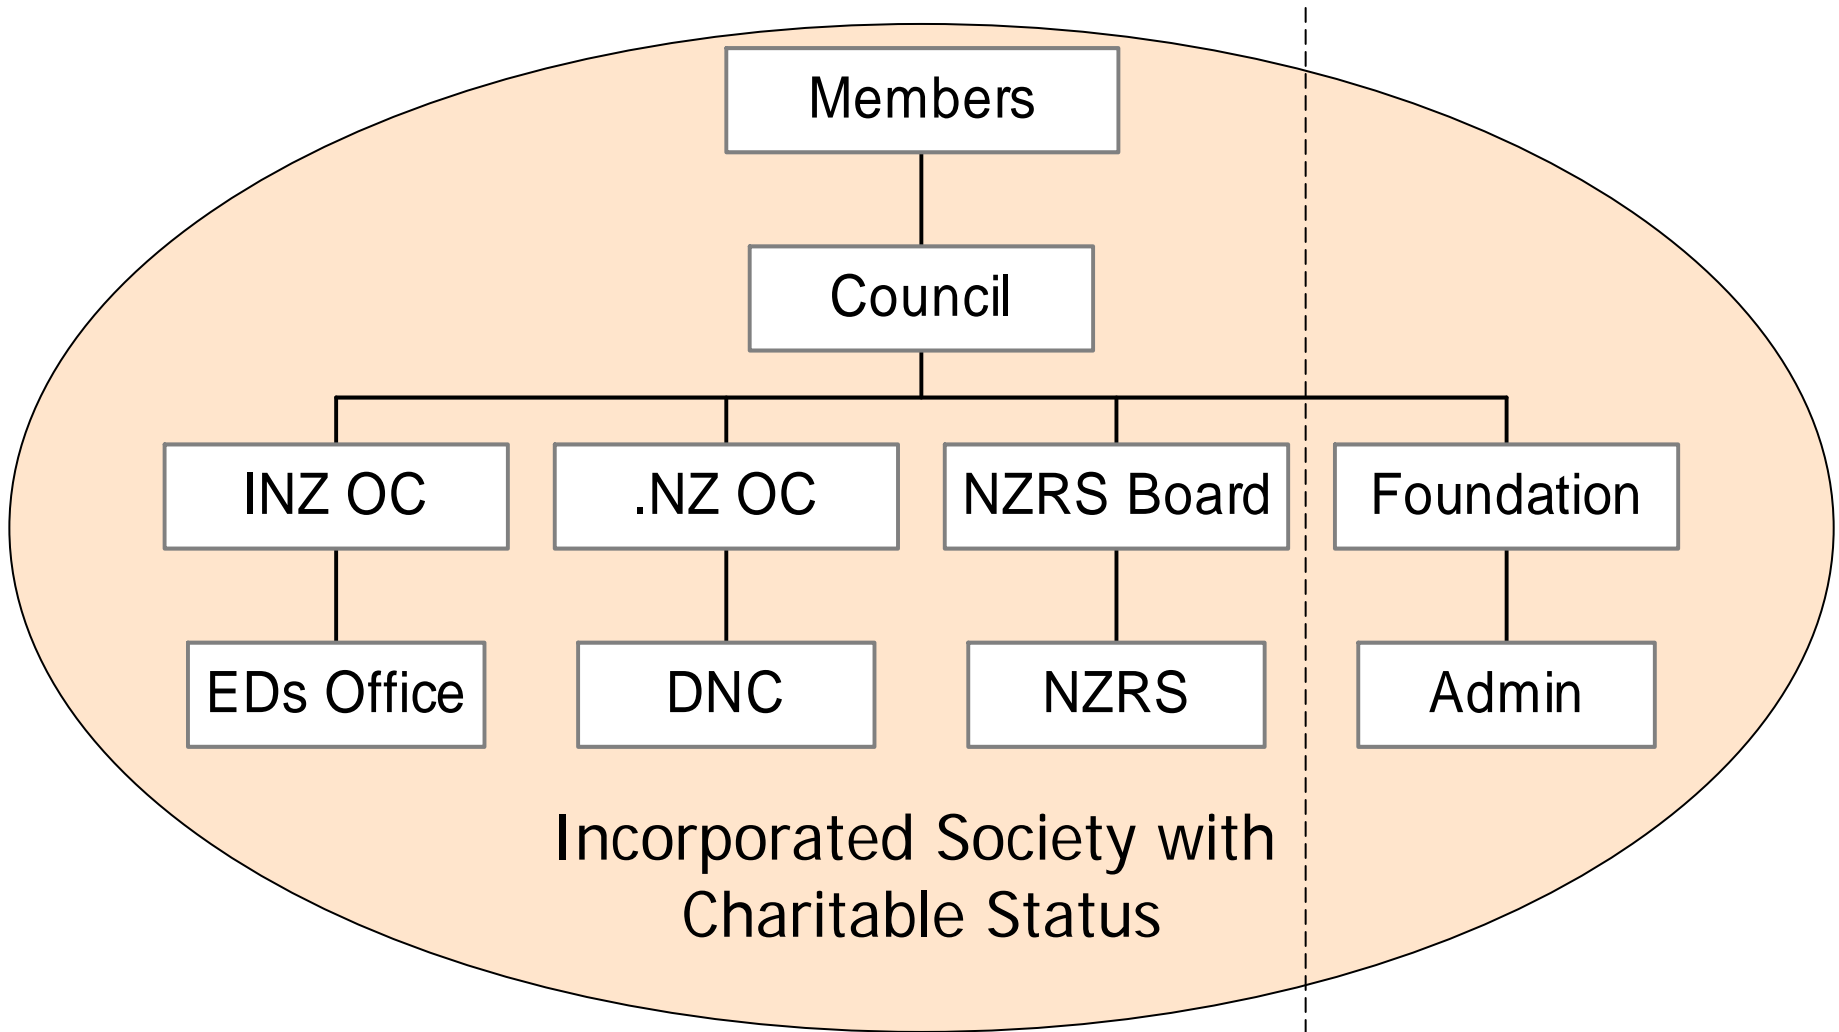 Members
Council
INZ OC
.NZ OC
NZRS Board
Foundation
EDs Office
DNC
NZRS
Admin
Incorporated Society with
Charitable Status